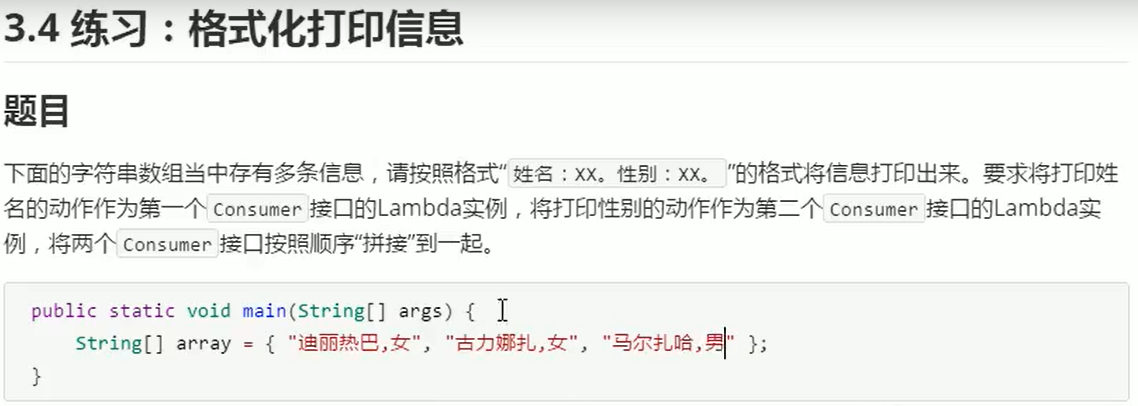 3.4 练习：格式化打印信息
题目
下面的字符串数组当中存有多条信息，请按照格式“姓名：XX。性别：XX。”的格式将信息打印出来。要求将打印姓
名的动作作为第一个Consumer接口的Lambda实例，将打印性别的动作作为第二个Consumer接口的Lambda实
例，将两个Consumer接口按照顺序“拼接”到一起。
public static void main(String[] args) {
String[] array = { "迪丽热巴,女", "古力娜扎,女", "马尔扎哈,男" };
}